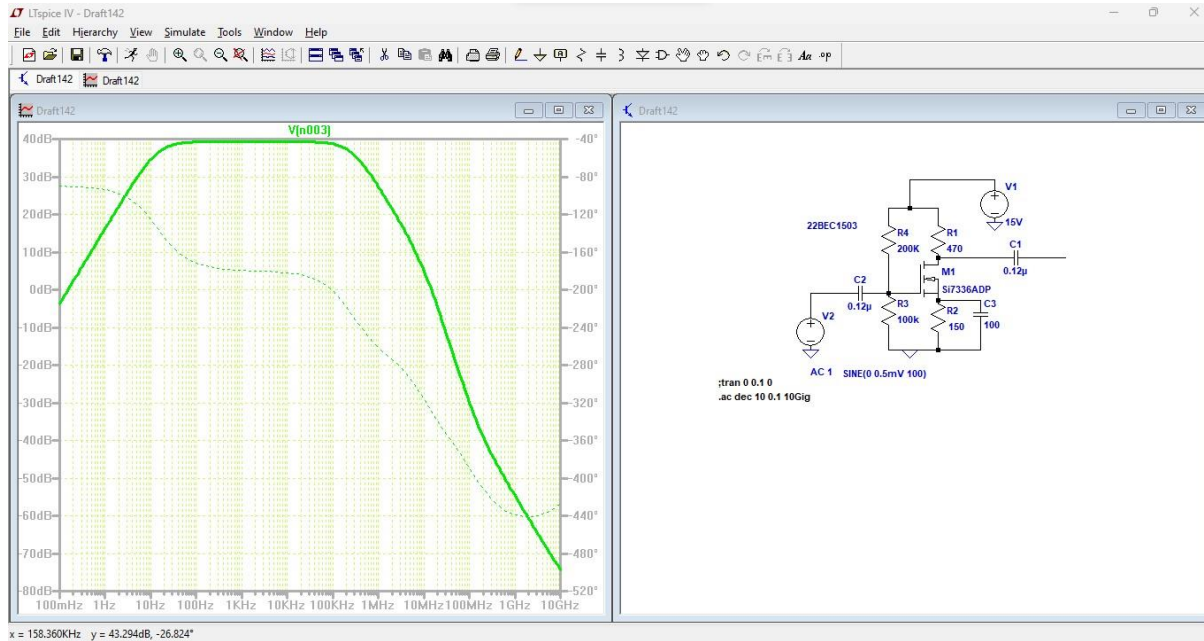 LTspice IV - Draft142
File Edit Hierarchy View Simulate Tools Window Help
Aa .op
Draft142 Draft142
Draft142
V(n003)
40dB
30dB
20dB
10dB
0dB
-10dB
-20dB
-30dB
-40dB
-50dB
-60dB
-70dB
-80dB
-40°
-80°
-120°
-160°
-200°
-240°
-280°
-320°
-360°
-400°
-440°
-480°
-520°
100mHz 1Hz 10Hz 100Hz 1KHz 10KHz 100KHz 1MHz 10MHz 100MHz 1GHz 10GHz
Draft142
V1
15V
22BEC1503
R4
200K
R1
470
C1
0.12µ
M1
Si7336ADP
C2
0.12µ
V2
R3
100k
R2
150
C3
100
AC 1 SINE(0 0.5mV 100)
;tran 0 0.1 0
.ac dec 10 0.1 10Gig
x = 158.360KHz y = 43.294dB, -26.824°